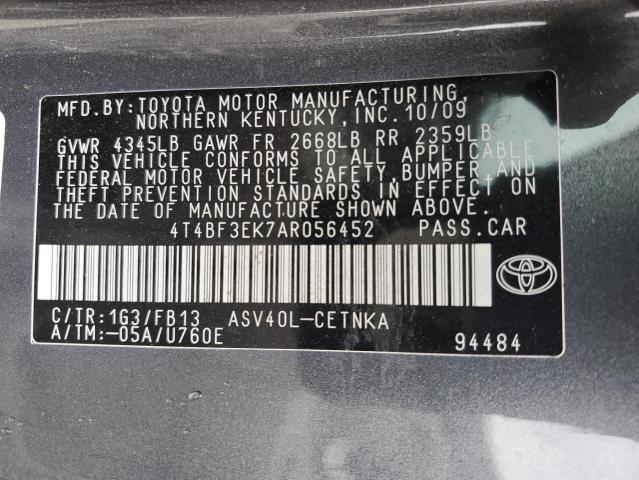 MFD.BY:TOYOTA MOTOR MANUFACTURING,
NORTHERN KENTUCKY,INC.10/09
GVWR 4345LB GAWR FR 2668LB RR 2359LB
THIS VEHICLE CONFORMS TO ALL APPLICABLE
FEDERAL MOTOR VEHICLE SAFETY,BUMPER,AND
THEFT PREVENTION STANDARDS IN EFFECT ON
THE DATE OF MANUFACTURE SHOWN ABOVE.
4T4BF3EK7AR056452 PASS.CAR
C/TR:1G3/FB13 ASV40L-CETNKA
A/TM:-05A/U760E 94484